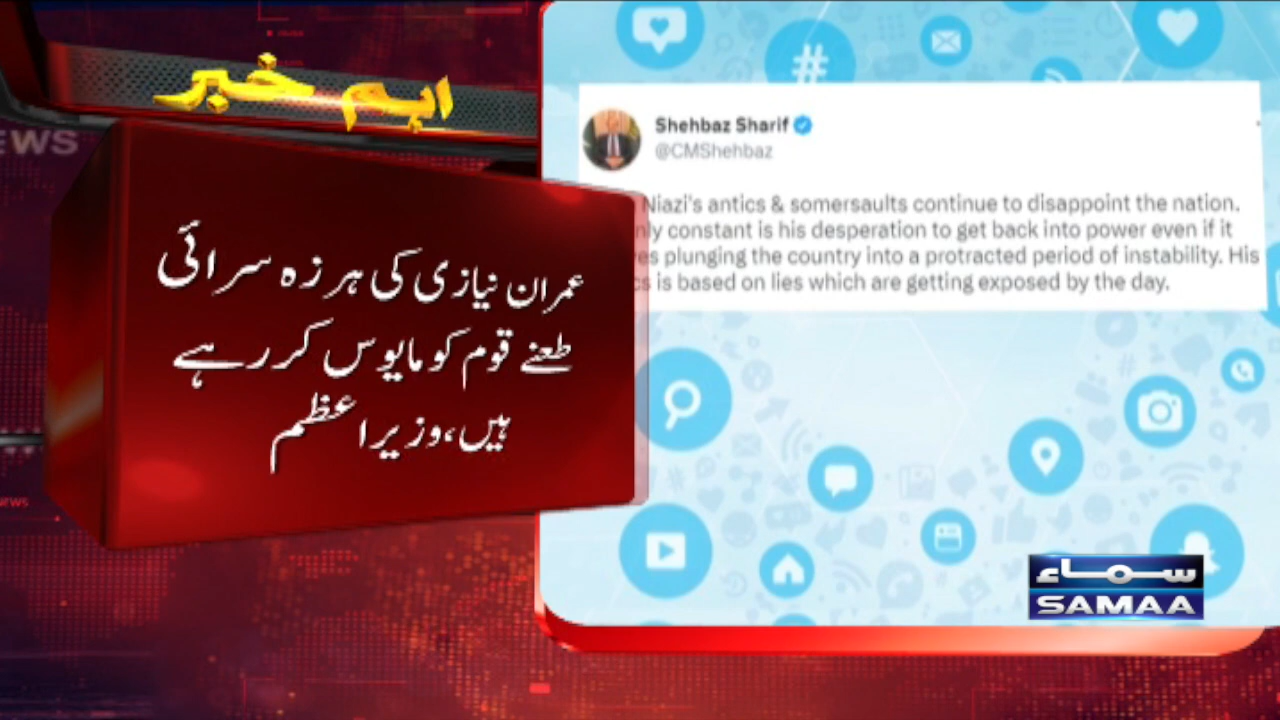 اہم خبر
EWS
عمران نیازی کی ہرزہ سرائی
طعنے قوم کو مایوس کر رہے
ہیں،وزیراعظم
NEWS
Shehbaz Sharif
@CMShehbaz
Niazi's antics & somersaults continue to disappoint the nation.
nly constant is his desperation to get back into power even if it
es plunging the country into a protracted period of instability. His
cs is based on lies which are getting exposed by the day.
سماء
SAMAA